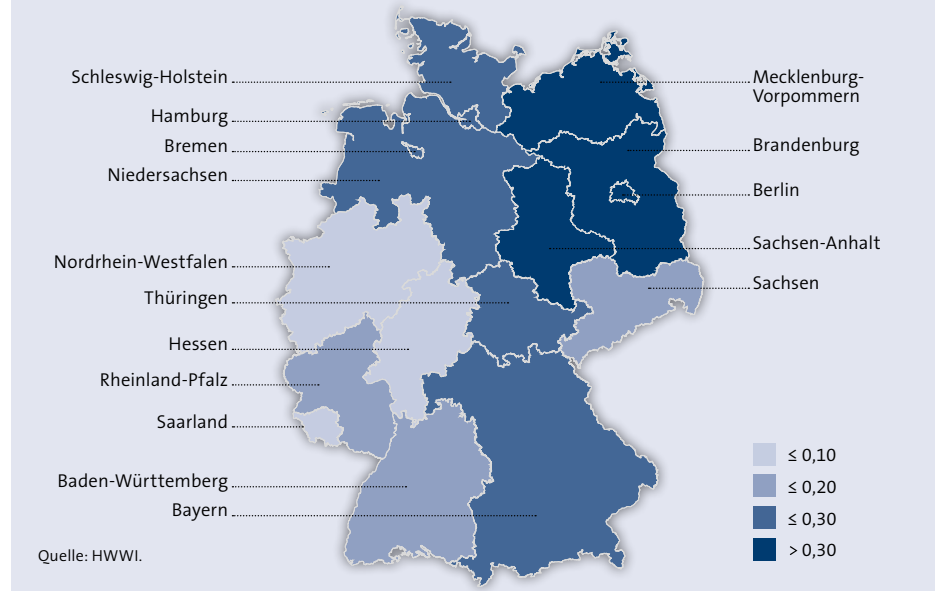 Schleswig-Holstein
Hamburg
Bremen
Niedersachsen
Nordrhein-Westfalen
Thüringen
Hessen
Rheinland-Pfalz
Saarland
Baden-Württemberg
Bayern
Mecklenburg-
Vorpommern
Brandenburg
Berlin
Sachsen-Anhalt
Sachsen
≤ 0,10
≤ 0,20
≤ 0,30
> 0,30
Quelle: HWWI.